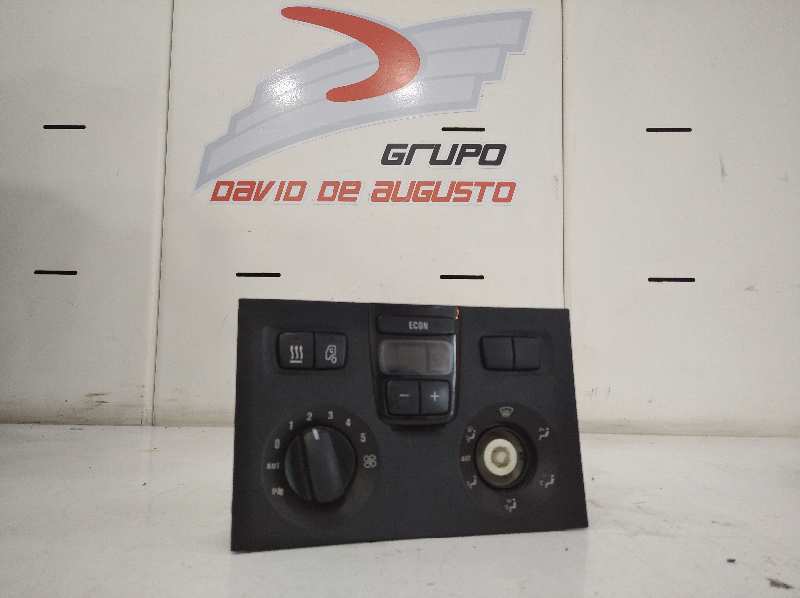 GRUPO
DAVID DE AUGUSTO
ECON
− +
0 1 2 3 4 5
AUT